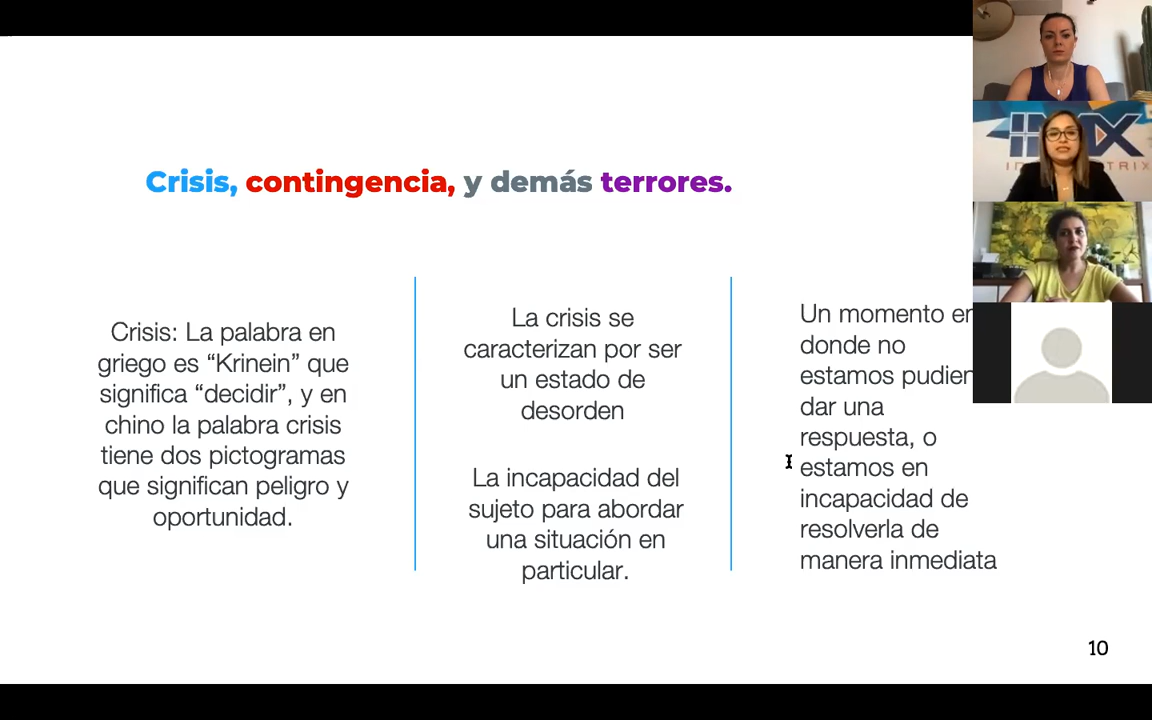 Crisis, contingencia, y demás terrores.
Crisis: La palabra en
griego es “Krinein” que
significa “decidir”, y en
chino la palabra crisis
tiene dos pictogramas
que significan peligro y
oportunidad.
La crisis se
caracterizan por ser
un estado de
desorden
La incapacidad del
sujeto para abordar
una situación en
particular.
Un momento
donde no
estamos
dar una
respuesta, o
estamos en
incapacidad de
resolverla de
manera inmediata
10